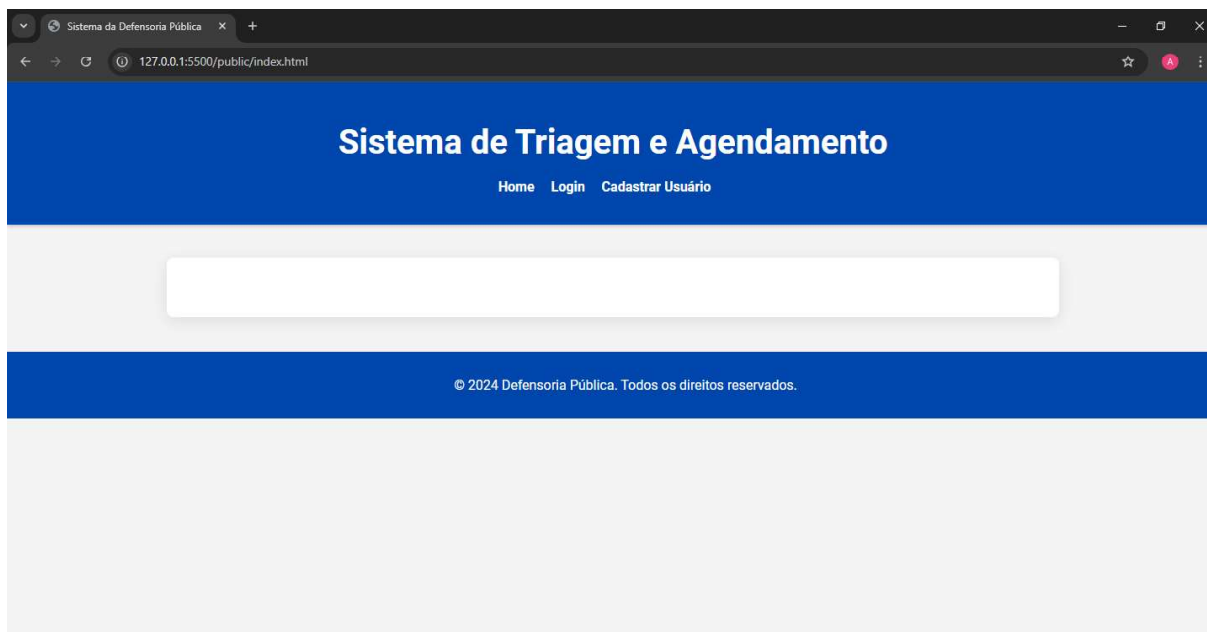 Sistema da Defensoria Pública
127.0.0.1:5500/public/index.html
A
Sistema de Triagem e Agendamento
Home Login Cadastrar Usuário
© 2024 Defensoria Pública. Todos os direitos reservados.